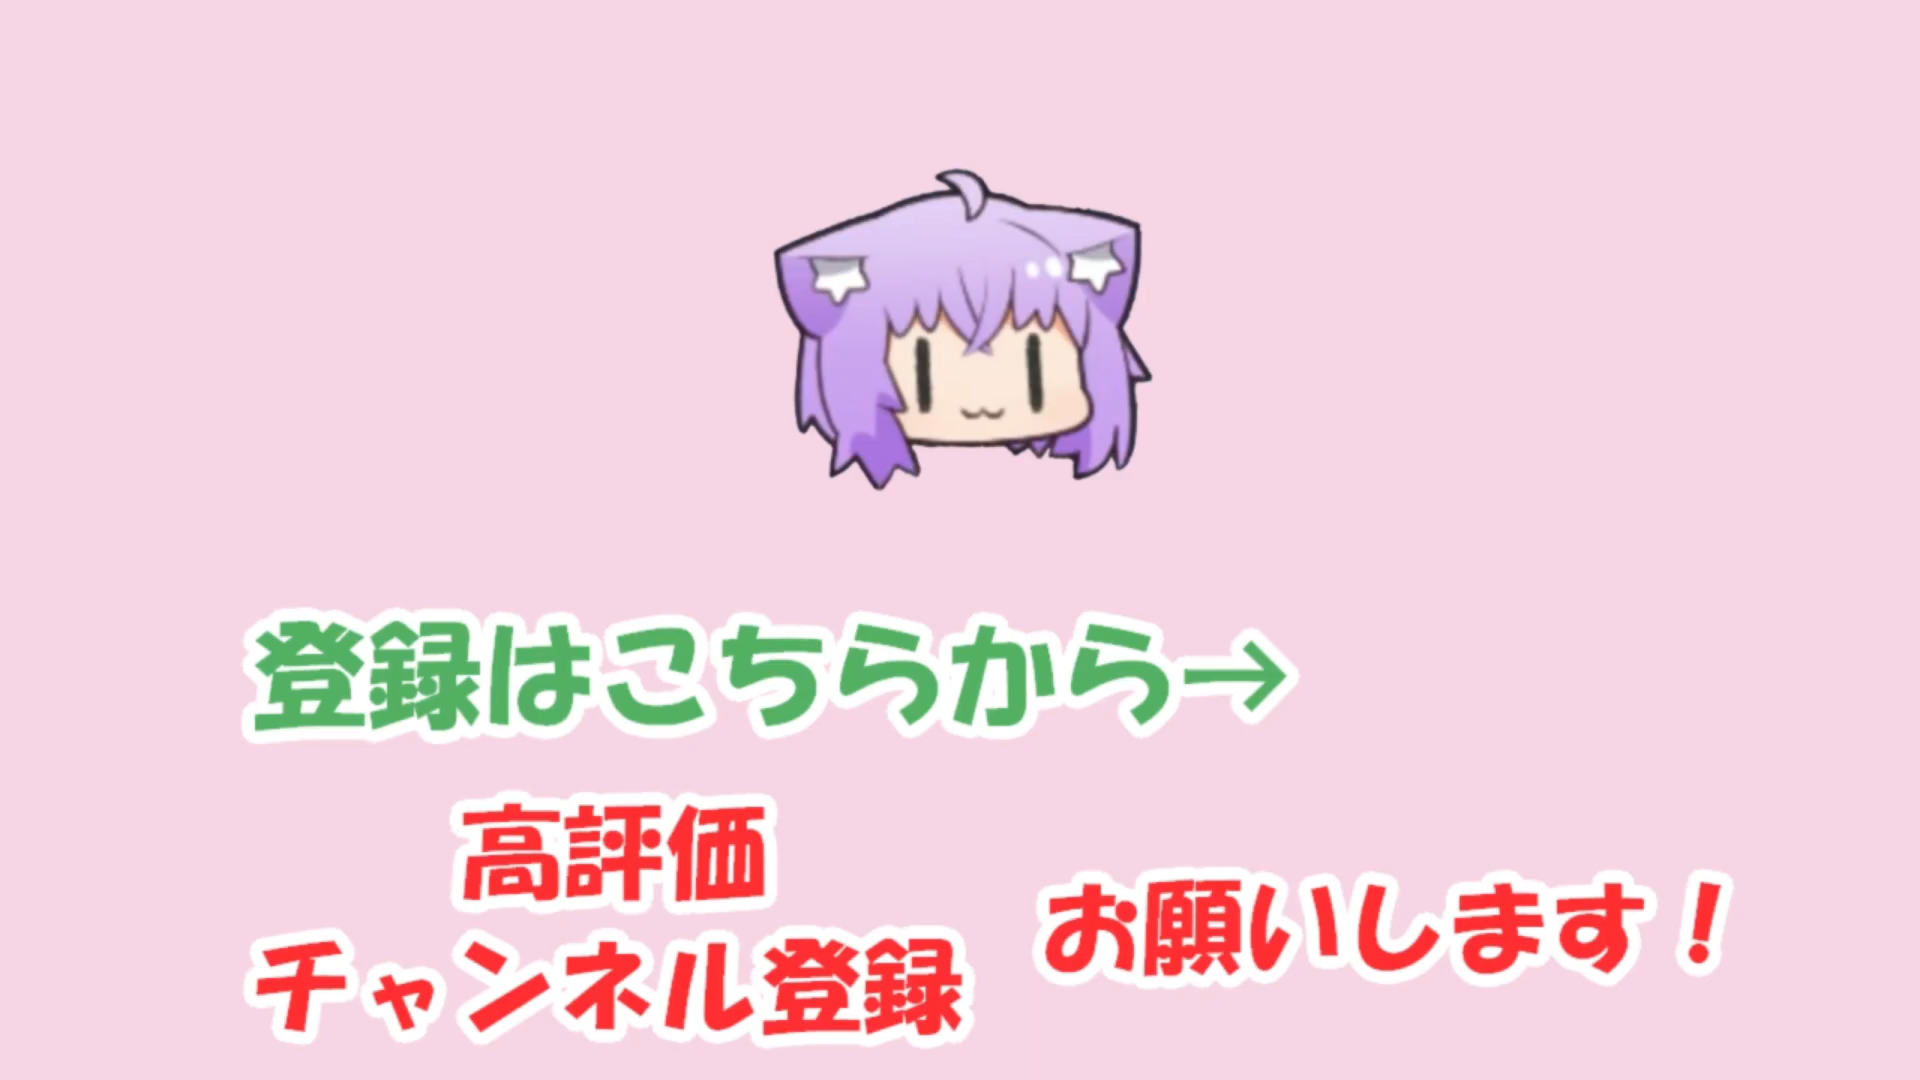 登録はこちらから→
高評価
チャンネル登録
お願いします！